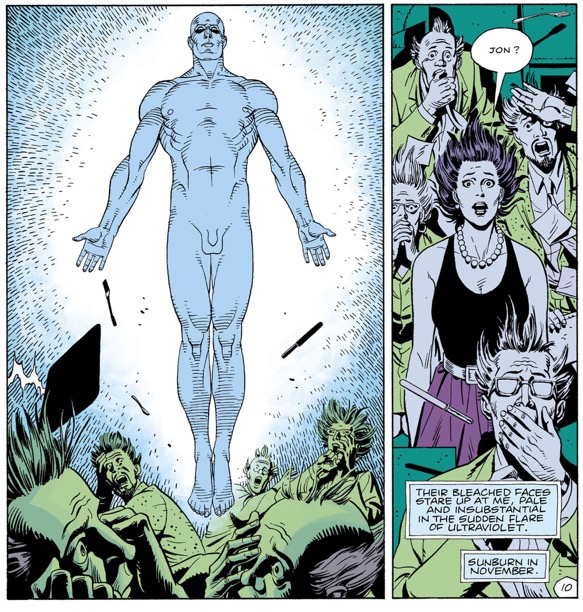 JON?
THEIR BLEACHED FACES
STARE UP AT ME, PALE
AND INSUBSTANTIAL
IN THE SUDDEN FLARE
OF ULTRAVIOLET.
SUNBURN IN
NOVEMBER.
10